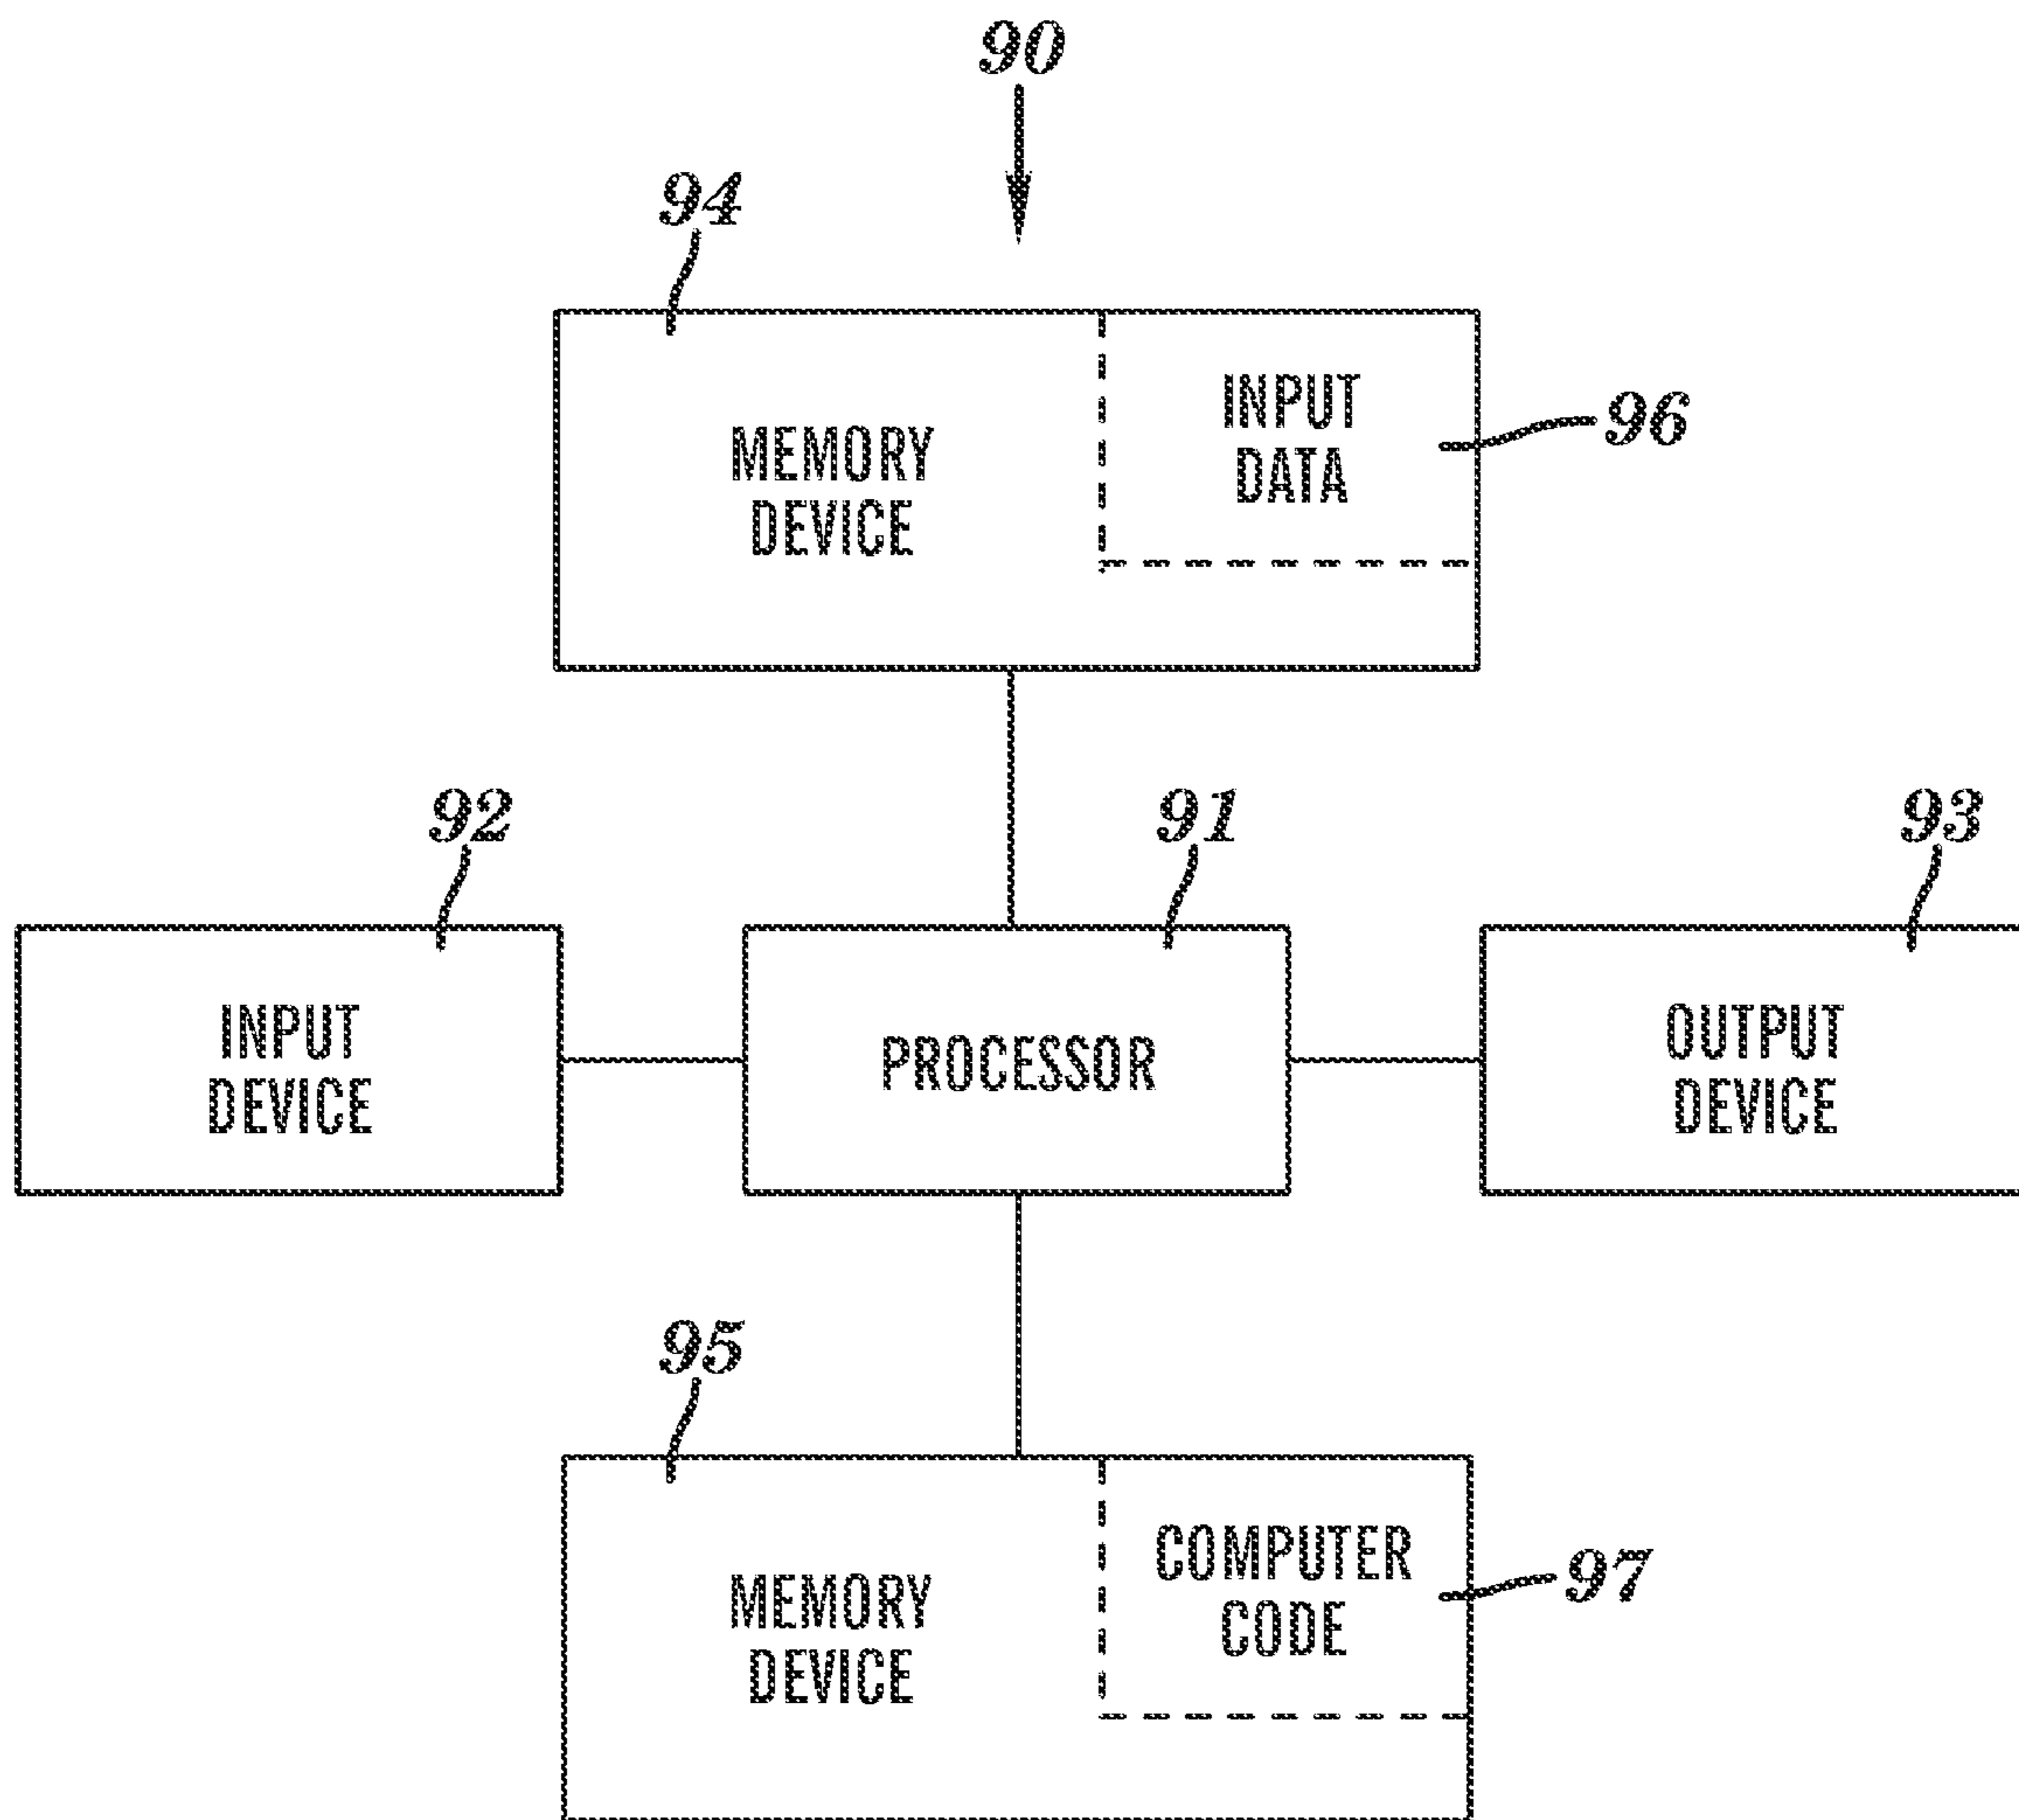 90
94
INPUT
DATA
96
MEMORY
DEVICE
92
91
93
INPUT
DEVICE
PROCESSOR
OUTPUT
DEVICE
95
COMPUTER
CODE
97
MEMORY
DEVICE